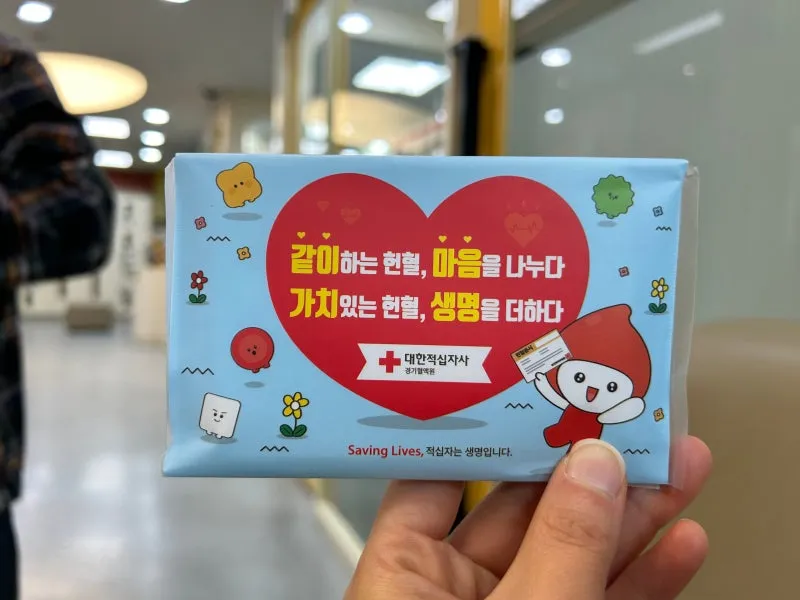 같이하는 헌혈, 마음을 나누다
가치있는 헌혈, 생명을 더하다
대한적십자사
경기혈액원
Saving Lives, 적십자는 생명입니다.